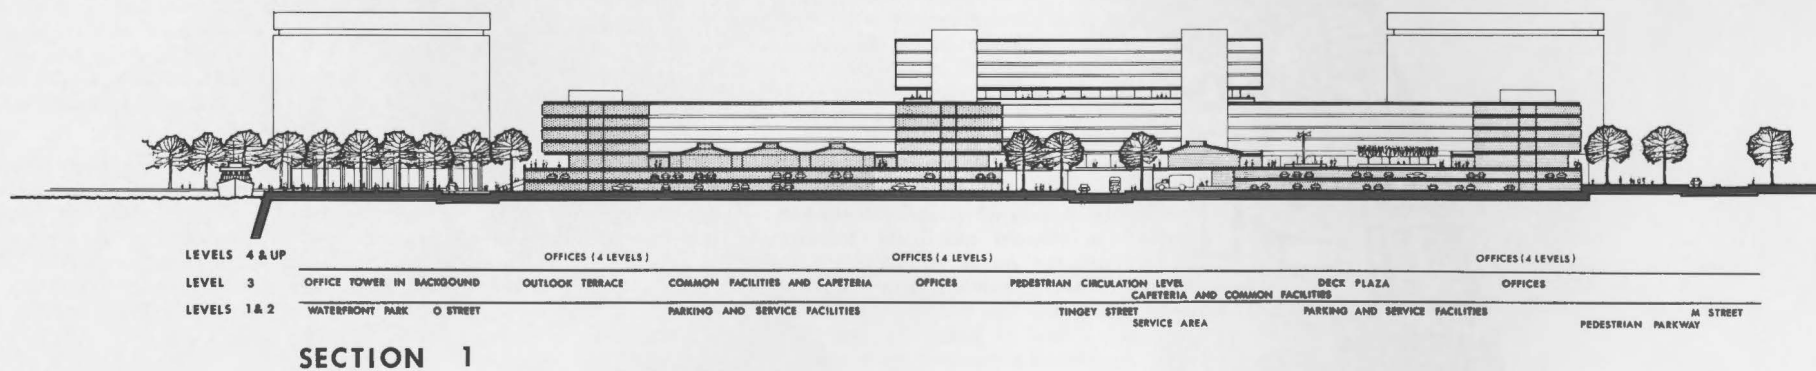 LEVELS 4 & UP OFFICES (4 LEVELS) OFFICES (4 LEVELS) OFFICES (4 LEVELS)
LEVEL 3 OFFICE TOWER IN BACKGOUND OUTLOOK TERRACE COMMON FACILITIES AND CAPETERIA OFFICES PEDESTRIAN CIRCULATION LEVEL DECK PLAZA OFFICES
CAFETERIA AND COMMON FACILITIES
LEVELS 1 & 2 WATERFRONT PARK O STREET PARKING AND SERVICE FACILITIES TINGEY STREET PARKING AND SERVICE FACILITIES M STREET
SERVICE AREA PEDESTRIAN PARKWAY
SECTION 1